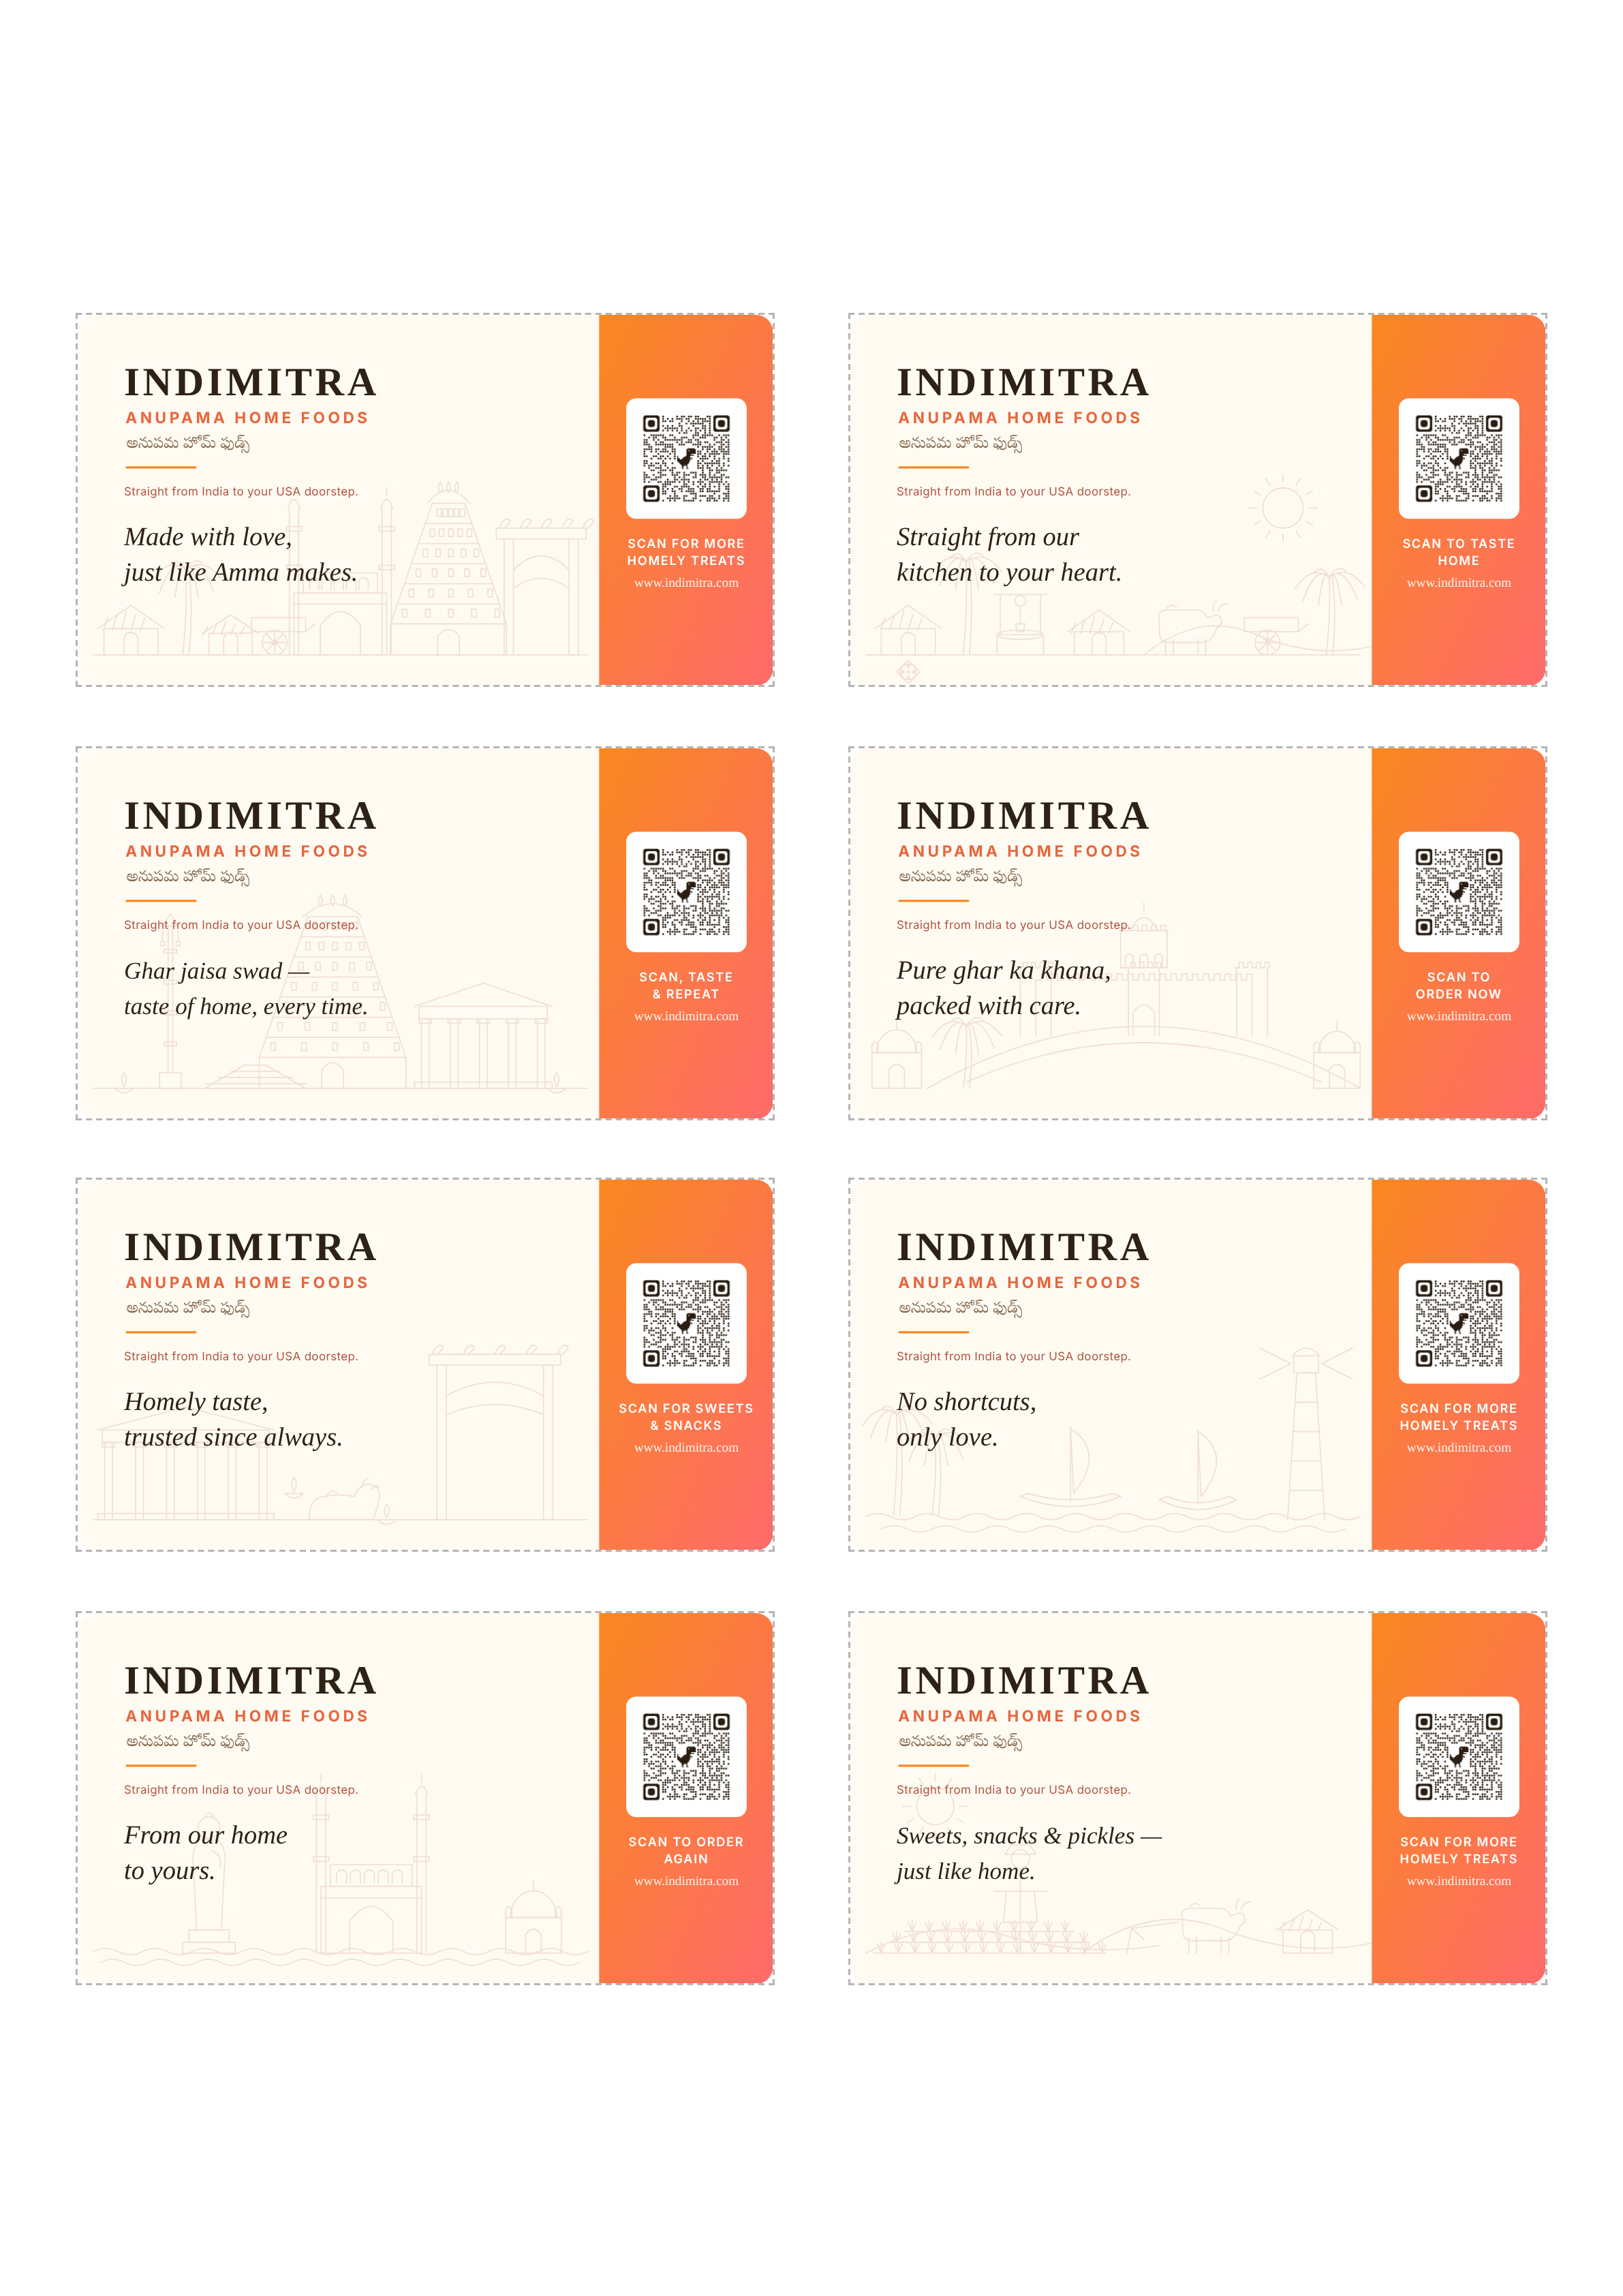 INDIMITRA
ANUPAMA HOME FOODS
అనుపమ హోమ్ ఫుడ్స్
Straight from India to your USA doorstep.
Made with love,
just like Amma makes.
SCAN FOR MORE
HOMELY TREATS
www.indimitra.com
INDIMITRA
ANUPAMA HOME FOODS
అనుపమ హోమ్ ఫుడ్స్
Straight from India to your USA doorstep.
Straight from our
kitchen to your heart.
SCAN TO TASTE
HOME
www.indimitra.com
INDIMITRA
ANUPAMA HOME FOODS
అనుపమ హోమ్ ఫుడ్స్
Straight from India to your USA doorstep.
Ghar jaisa swad —
taste of home, every time.
SCAN, TASTE
& REPEAT
www.indimitra.com
INDIMITRA
ANUPAMA HOME FOODS
అనుపమ హోమ్ ఫుడ్స్
Straight from India to your USA doorstep.
Pure ghar ka khana,
packed with care.
SCAN TO
ORDER NOW
www.indimitra.com
INDIMITRA
ANUPAMA HOME FOODS
అనుపమ హోమ్ ఫుడ్స్
Straight from India to your USA doorstep.
Homely taste,
trusted since always.
SCAN FOR SWEETS
& SNACKS
www.indimitra.com
INDIMITRA
ANUPAMA HOME FOODS
అనుపమ హోమ్ ఫుడ్స్
Straight from India to your USA doorstep.
No shortcuts,
only love.
SCAN FOR MORE
HOMELY TREATS
www.indimitra.com
INDIMITRA
ANUPAMA HOME FOODS
అనుపమ హోమ్ ఫుడ్స్
Straight from India to your USA doorstep.
From our home
to yours.
SCAN TO ORDER
AGAIN
www.indimitra.com
INDIMITRA
ANUPAMA HOME FOODS
అనుపమ హోమ్ ఫుడ్స్
Straight from India to your USA doorstep.
Sweets, snacks & pickles —
just like home.
SCAN FOR MORE
HOMELY TREATS
www.indimitra.com